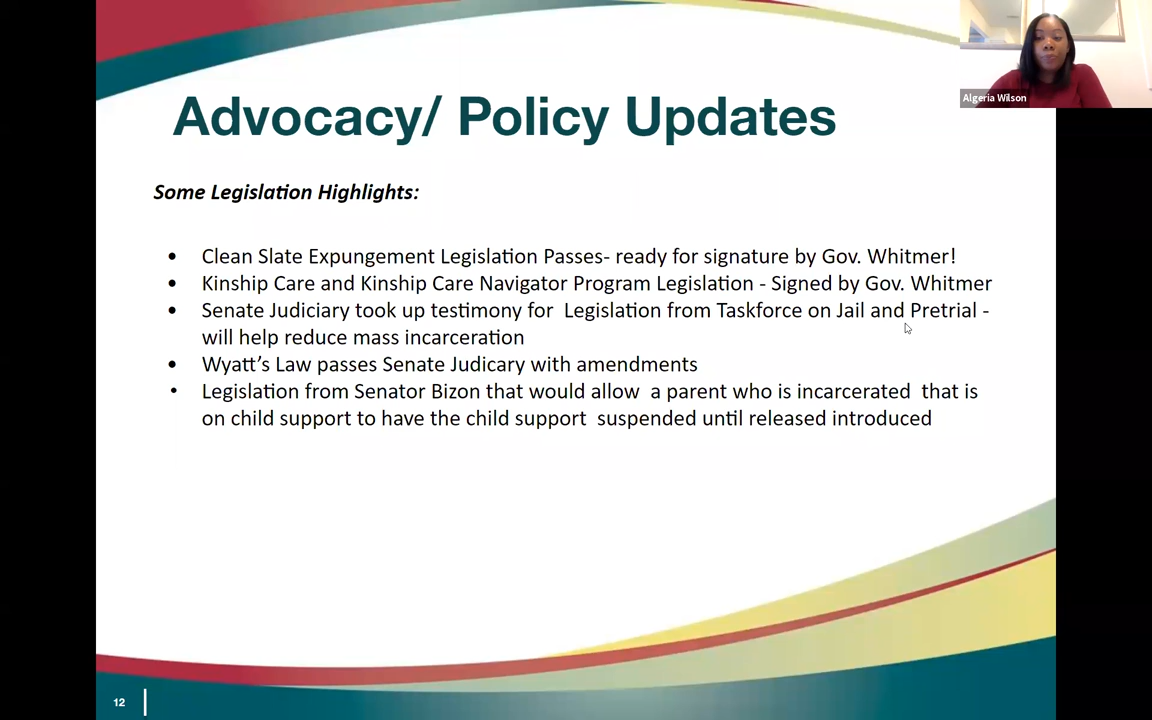 Algeria Wilson
Advocacy/ Policy Updates
Some Legislation Highlights:
• Clean Slate Expungement Legislation Passes- ready for signature by Gov. Whitmer!
• Kinship Care and Kinship Care Navigator Program Legislation - Signed by Gov. Whitmer
• Senate Judiciary took up testimony for  Legislation from Taskforce on Jail and Pretrial -
will help reduce mass incarceration
• Wyatt’s Law passes Senate Judicary with amendments
• Legislation from Senator Bizon that would allow  a parent who is incarcerated  that is
on child support to have the child support  suspended until released introduced
12